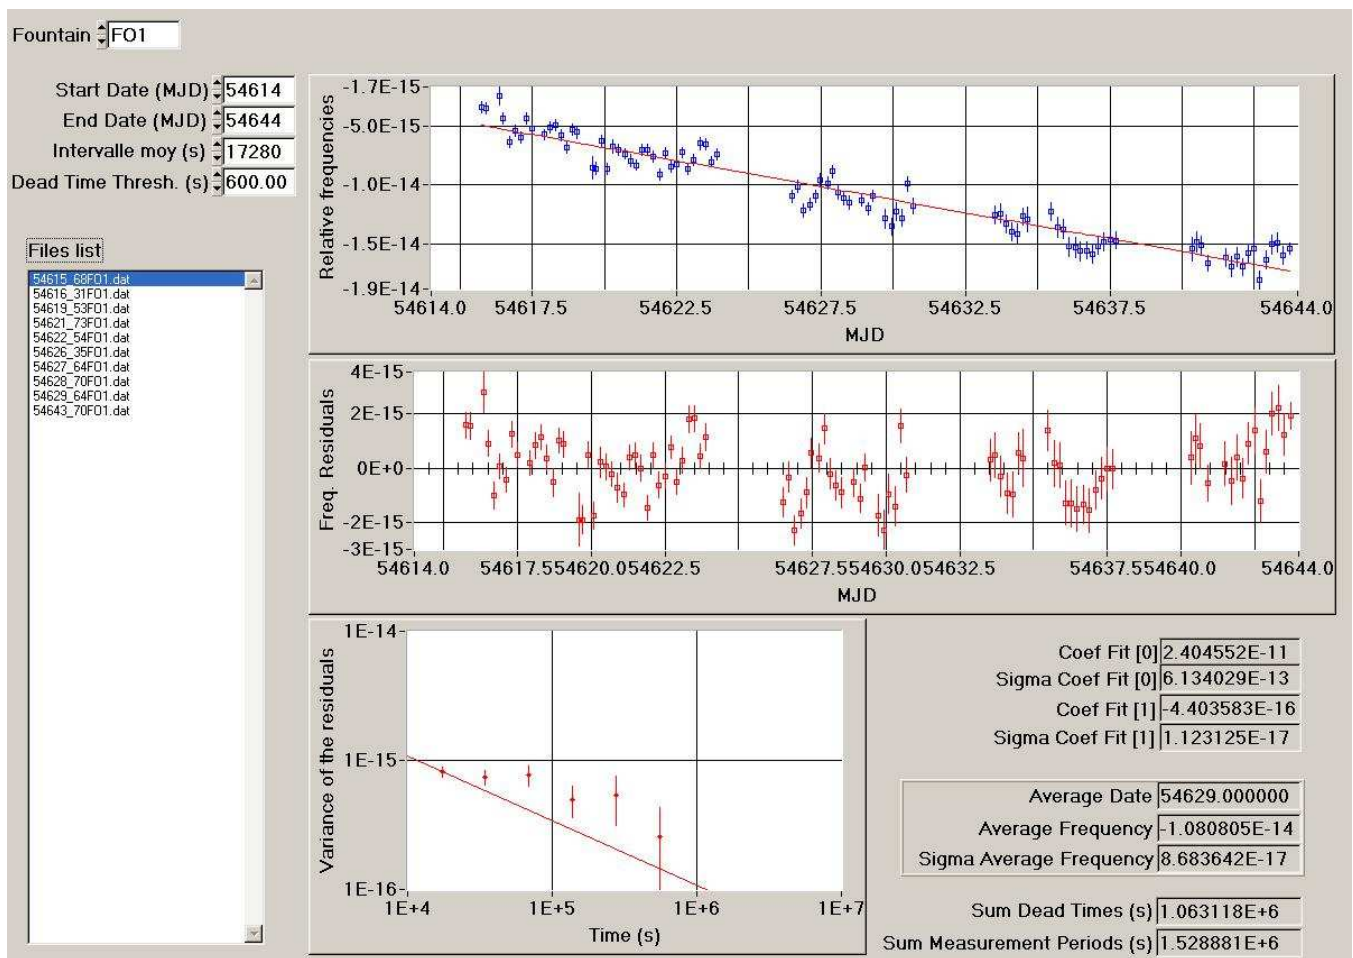 Fountain FO1
Start Date (MJD) 54614
End Date (MJD) 54644
Intervalle moy (s) 17280
Dead Time Thresh. (s) 600.00
Files list
54615_68FO1.dat
54616_31FO1.dat
54619_53FO1.dat
54621_73FO1.dat
54622_54FO1.dat
54626_35FO1.dat
54627_64FO1.dat
54628_70FO1.dat
54629_64FO1.dat
54643_70FO1.dat
Relative frequencies
-1.7E-15
-5.0E-15
-1.0E-14
-1.5E-14
-1.9E-14
54614.0 54617.5 54622.5 54627.5 54632.5 54637.5 54644.0
MJD
Freq. Residuals
4E-15
2E-15
0E+0
-2E-15
-3E-15
54614.0 54617.554620.054622.5 54627.554630.054632.5 54637.554640.0 54644.0
MJD
Variance of the residuals
1E-14
1E-15
1E-16
1E+4 1E+5 1E+6 1E+7
Time (s)
Coef Fit [0] 2.404552E-11
Sigma Coef Fit [0] 6.134029E-13
Coef Fit [1] -4.403583E-16
Sigma Coef Fit [1] 1.123125E-17
Average Date 54629.000000
Average Frequency -1.080805E-14
Sigma Average Frequency 8.683642E-17
Sum Dead Times (s) 1.063118E+6
Sum Measurement Periods (s) 1.528881E+6